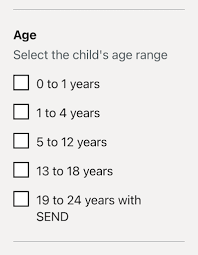 Age
Select the child's age range
0 to 1 years
1 to 4 years
5 to 12 years
13 to 18 years
19 to 24 years with
SEND